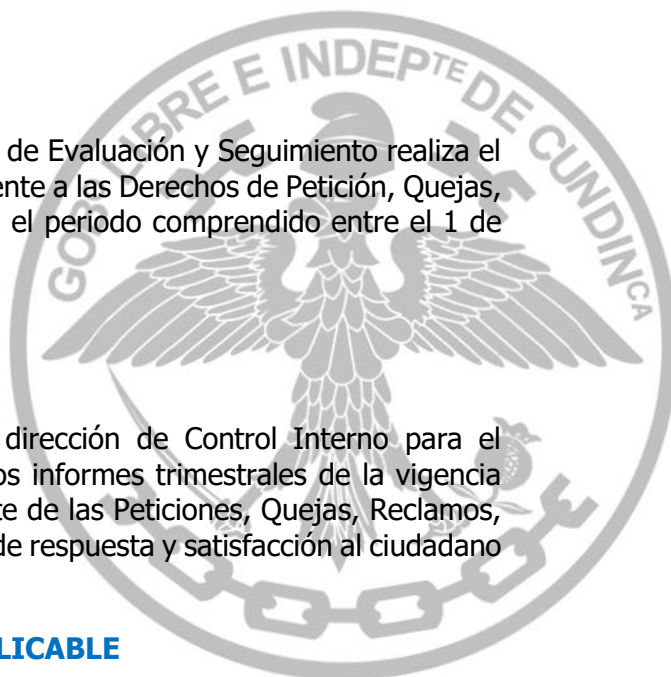 GOBN LIBRE E INDEPTE DE CUNDINCA
de Evaluación y Seguimiento realiza el
ente a las Derechos de Petición, Quejas,
el periodo comprendido entre el 1 de
dirección de Control Interno para el
os informes trimestrales de la vigencia
te de las Peticiones, Quejas, Reclamos,
de respuesta y satisfacción al ciudadano
LICABLE